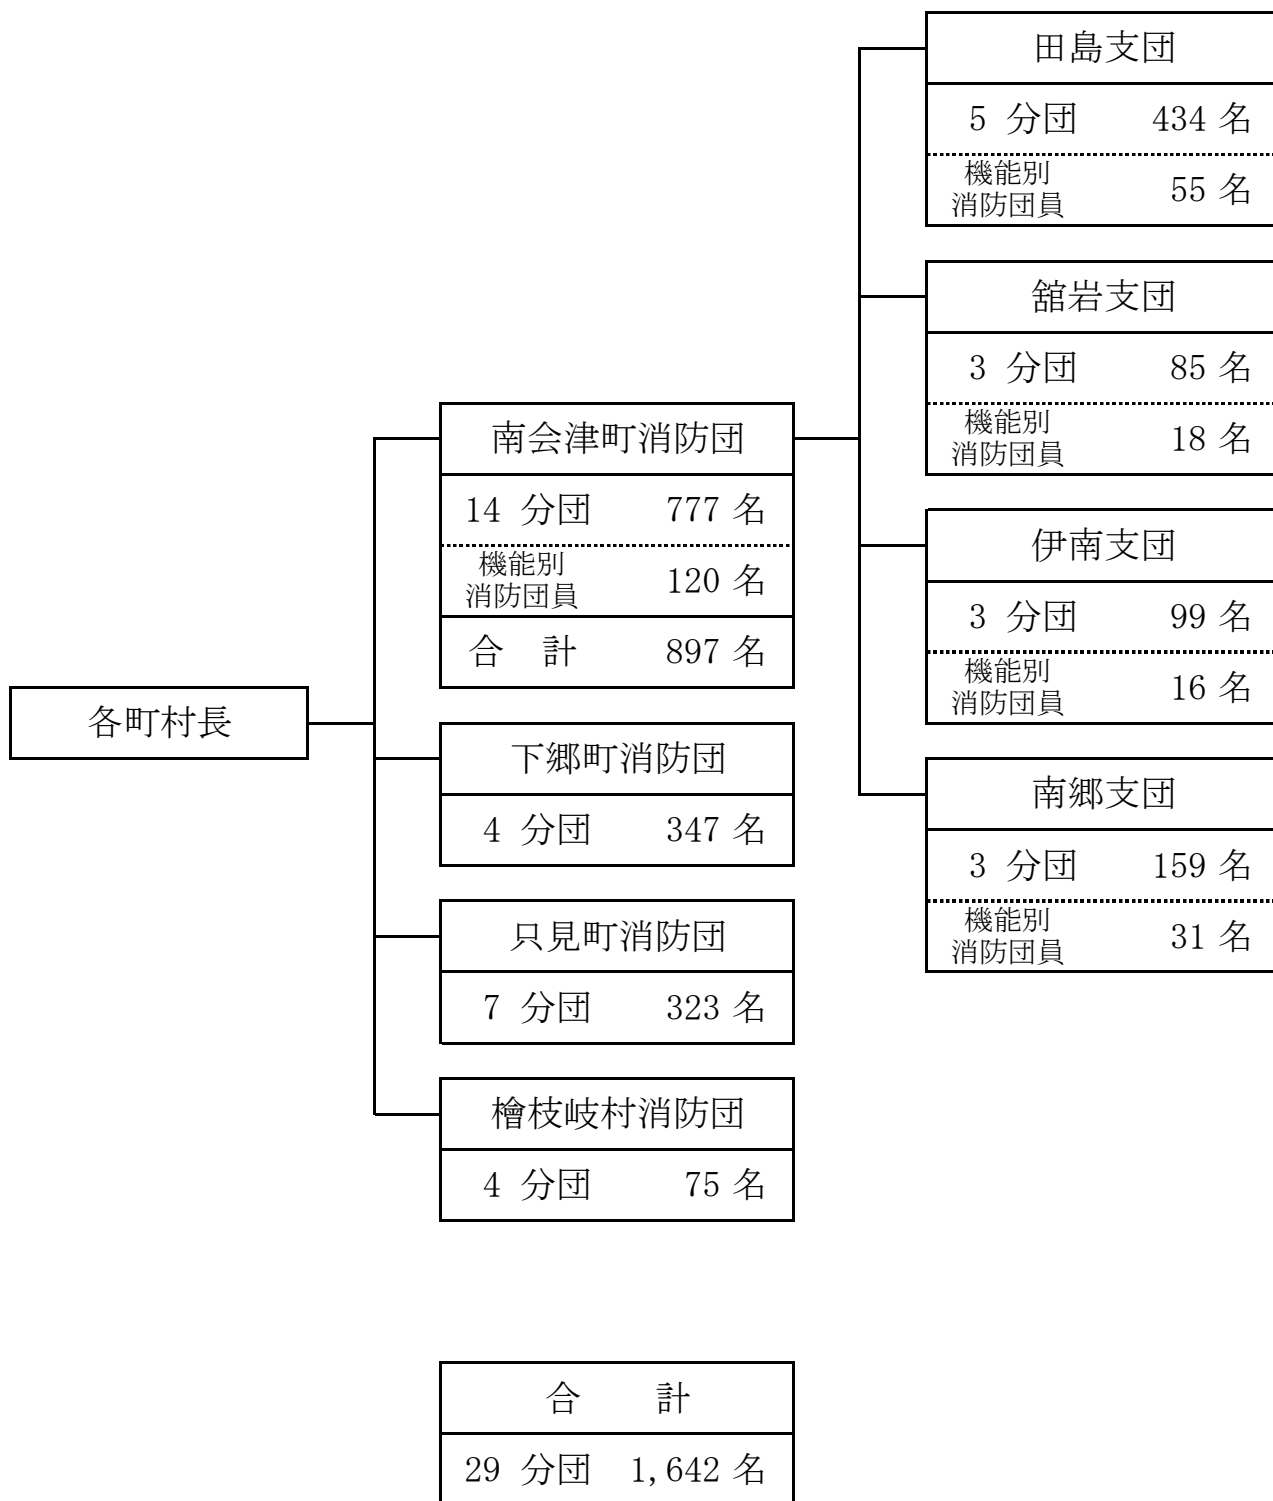 各町村長
南会津町消防団
14 分団 777 名
機能別
消防団員 120 名
合 計 897 名
下郷町消防団
4 分団 347 名
只見町消防団
7 分団 323 名
檜枝岐村消防団
4 分団 75 名
田島支団
5 分団 434 名
機能別
消防団員 55 名
舘岩支団
3 分団 85 名
機能別
消防団員 18 名
伊南支団
3 分団 99 名
機能別
消防団員 16 名
南郷支団
3 分団 159 名
機能別
消防団員 31 名
合 計
29 分団 1,642 名